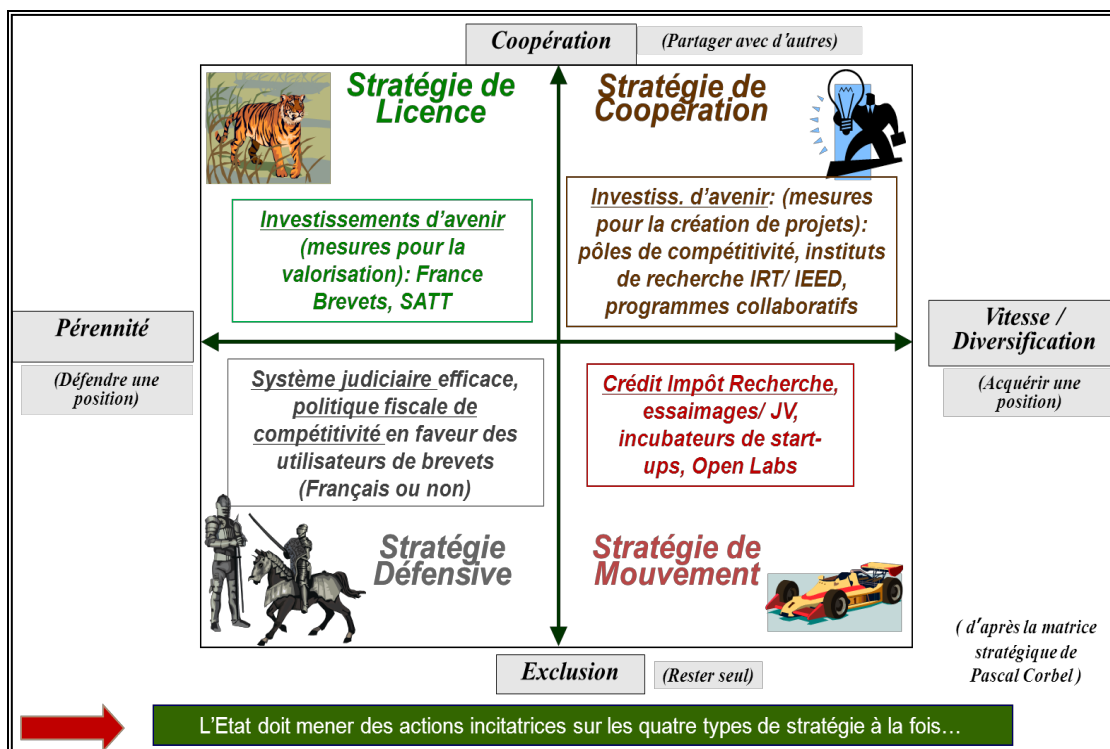 Coopération
(Partager avec d'autres)
Stratégie de
Licence
Stratégie de
Coopération
Investissements d'avenir
(mesures pour la
valorisation): France
Brevets, SATT
Investiss. d'avenir: (mesures
pour la création de projets):
pôles de compétitivité, instituts
de recherche IRT/ IEED,
programmes collaboratifs
Pérennité
(Défendre une
position)
Vitesse /
Diversification
(Acquérir une
position)
Système judiciaire efficace,
politique fiscale de
compétitivité en faveur des
utilisateurs de brevets
(Français ou non)
Crédit Impôt Recherche,
essaimages/ JV,
incubateurs de start-
ups, Open Labs
Stratégie
Défensive
Stratégie de
Mouvement
Exclusion
(Rester seul)
( d'après la matrice
stratégique de
Pascal Corbel )
L'Etat doit mener des actions incitatrices sur les quatre types de stratégie à la fois…